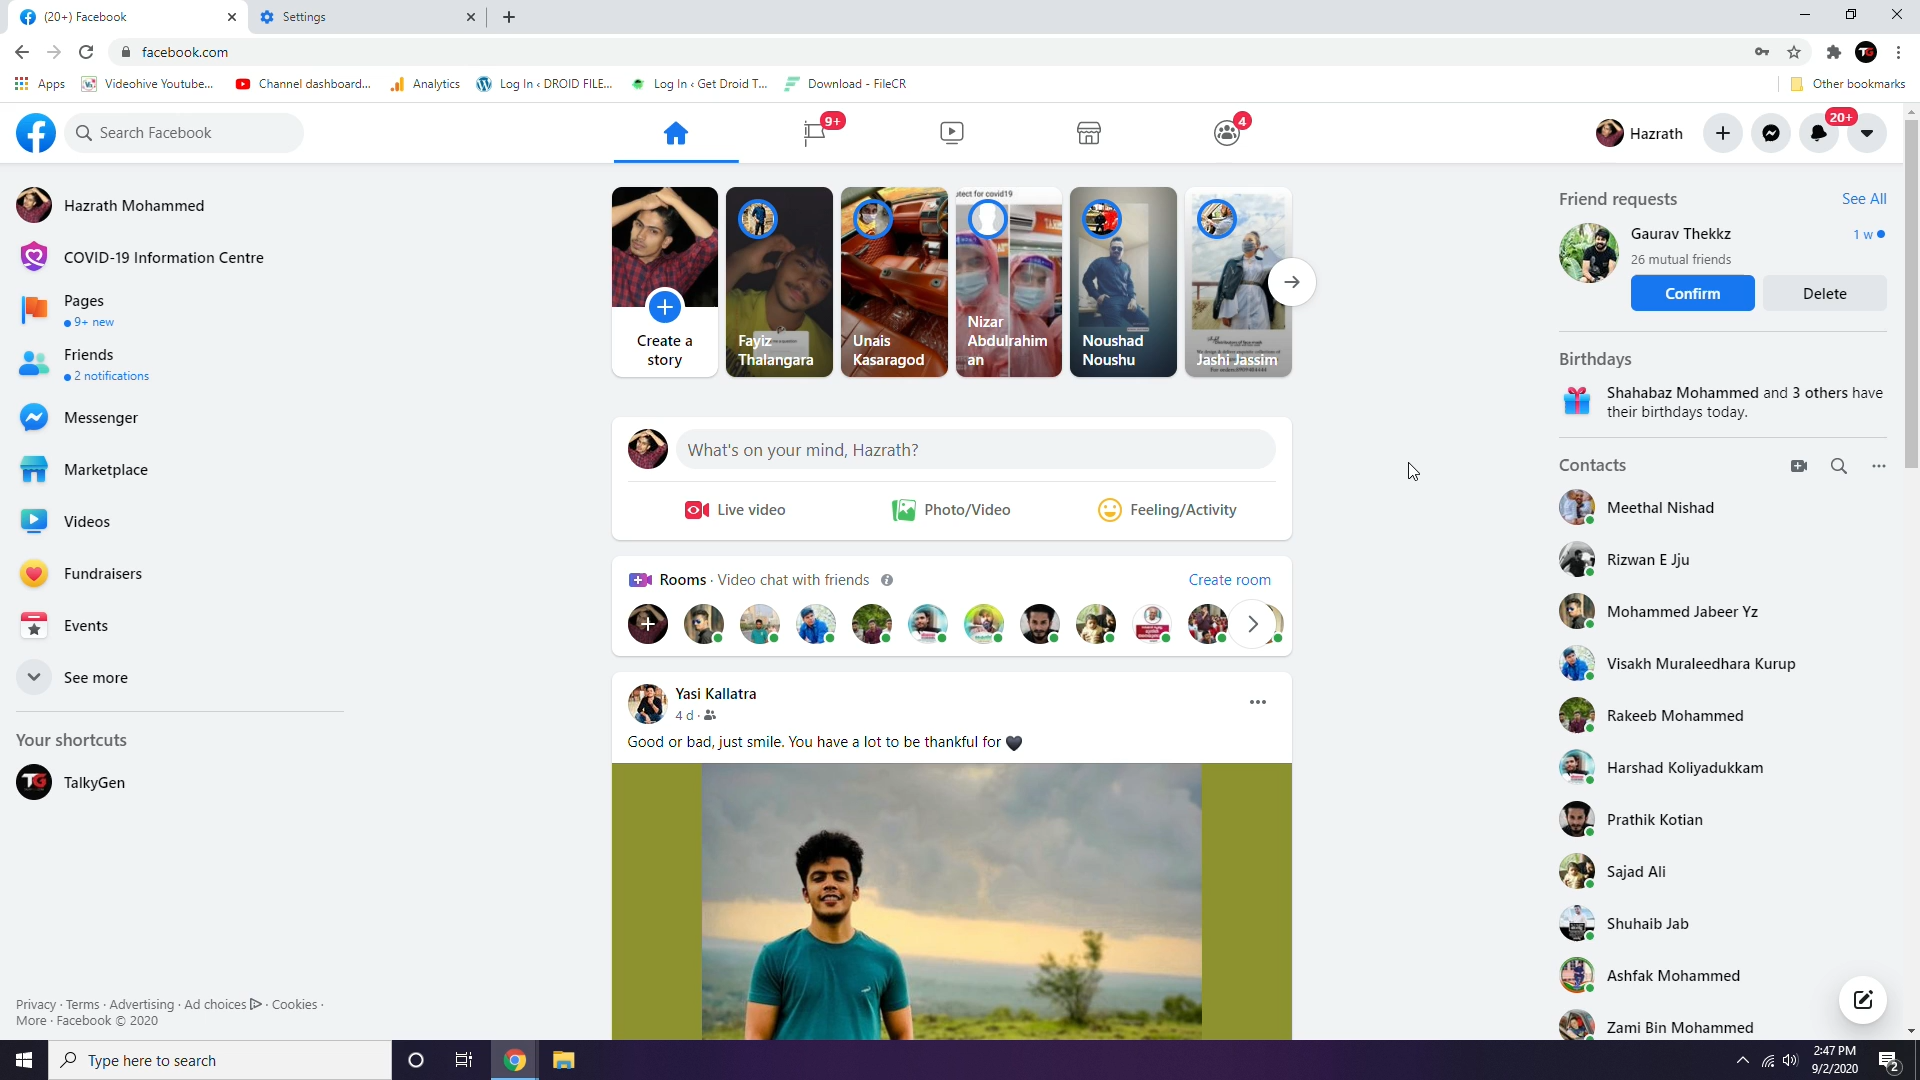 (20+) Facebook
Settings
facebook.com
Apps
Videohive Youtube...
Channel dashboard...
Analytics
Log In ‹ DROID FILE...
Log In ‹ Get Droid T...
Download - FileCR
Other bookmarks
Search Facebook
9+
4
Hazrath
20+
Hazrath Mohammed
COVID-19 Information Centre
Pages
9+ new
Friends
2 notifications
Messenger
Marketplace
Videos
Fundraisers
Events
See more
Your shortcuts
TalkyGen
Privacy · Terms · Advertising · Ad choices · Cookies ·
More · Facebook © 2020
Create a
story
Fayiz
Thalangara
Unais
Kasaragod
Nizar
Abdulrahim
an
Noushad
Noushu
Jashi Jassim
What's on your mind, Hazrath?
Live video
Photo/Video
Feeling/Activity
Rooms · Video chat with friends
Create room
Yasi Kallatra
4 d ·
Good or bad, just smile. You have a lot to be thankful for 🖤
Friend requests
See All
Gaurav Thekkz
1 w
26 mutual friends
Confirm
Delete
Birthdays
Shahabaz Mohammed and 3 others have
their birthdays today.
Contacts
Meethal Nishad
Rizwan E Jju
Mohammed Jabeer Yz
Visakh Muraleedhara Kurup
Rakeeb Mohammed
Harshad Koliyadukkam
Prathik Kotian
Sajad Ali
Shuhaib Jab
Ashfak Mohammed
Zami Bin Mohammed
Type here to search
2:47 PM
9/2/2020
2